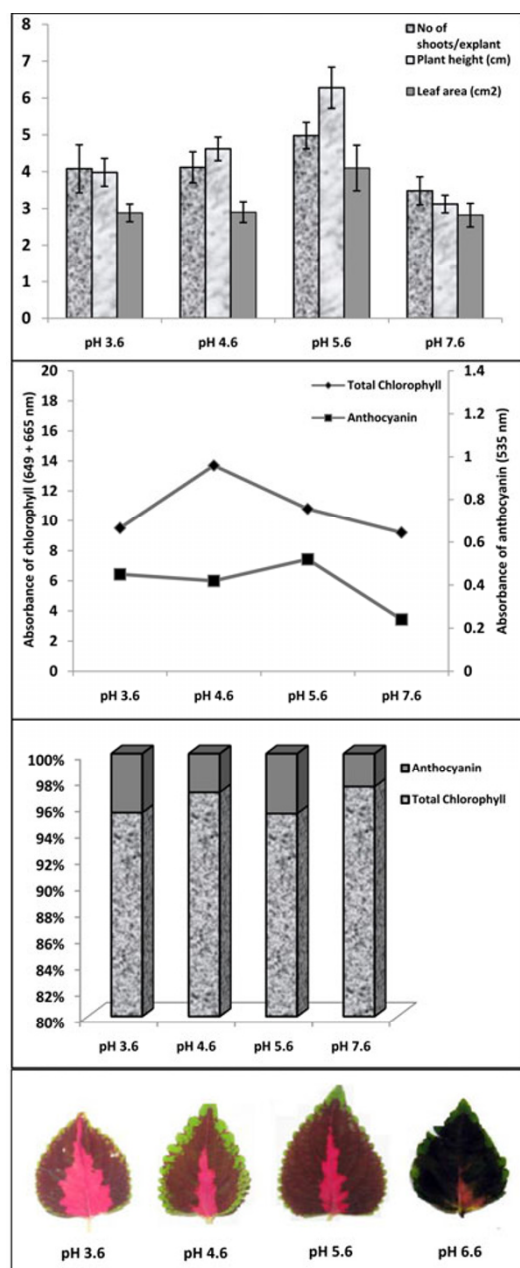 8
7
6
5
4
3
2
1
0
No of
shoots/explant
Plant height (cm)
Leaf area (cm2)
pH 3.6 pH 4.6 pH 5.6 pH 7.6
Absorbance of chlorophyll (649 + 665 nm)
20
18
16
14
12
10
8
6
4
2
0
Total Chlorophyll
Anthocyanin
1.4
1.2
1
0.8
0.6
0.4
0.2
0
Absorbance of anthocyanin (535 nm)
pH 3.6 pH 4.6 pH 5.6 pH 7.6
100%
98%
96%
94%
92%
90%
88%
86%
84%
82%
80%
Anthocyanin
Total Chlorophyll
pH 3.6 pH 4.6 pH 5.6 pH 7.6
pH 3.6 pH 4.6 pH 5.6 pH 6.6